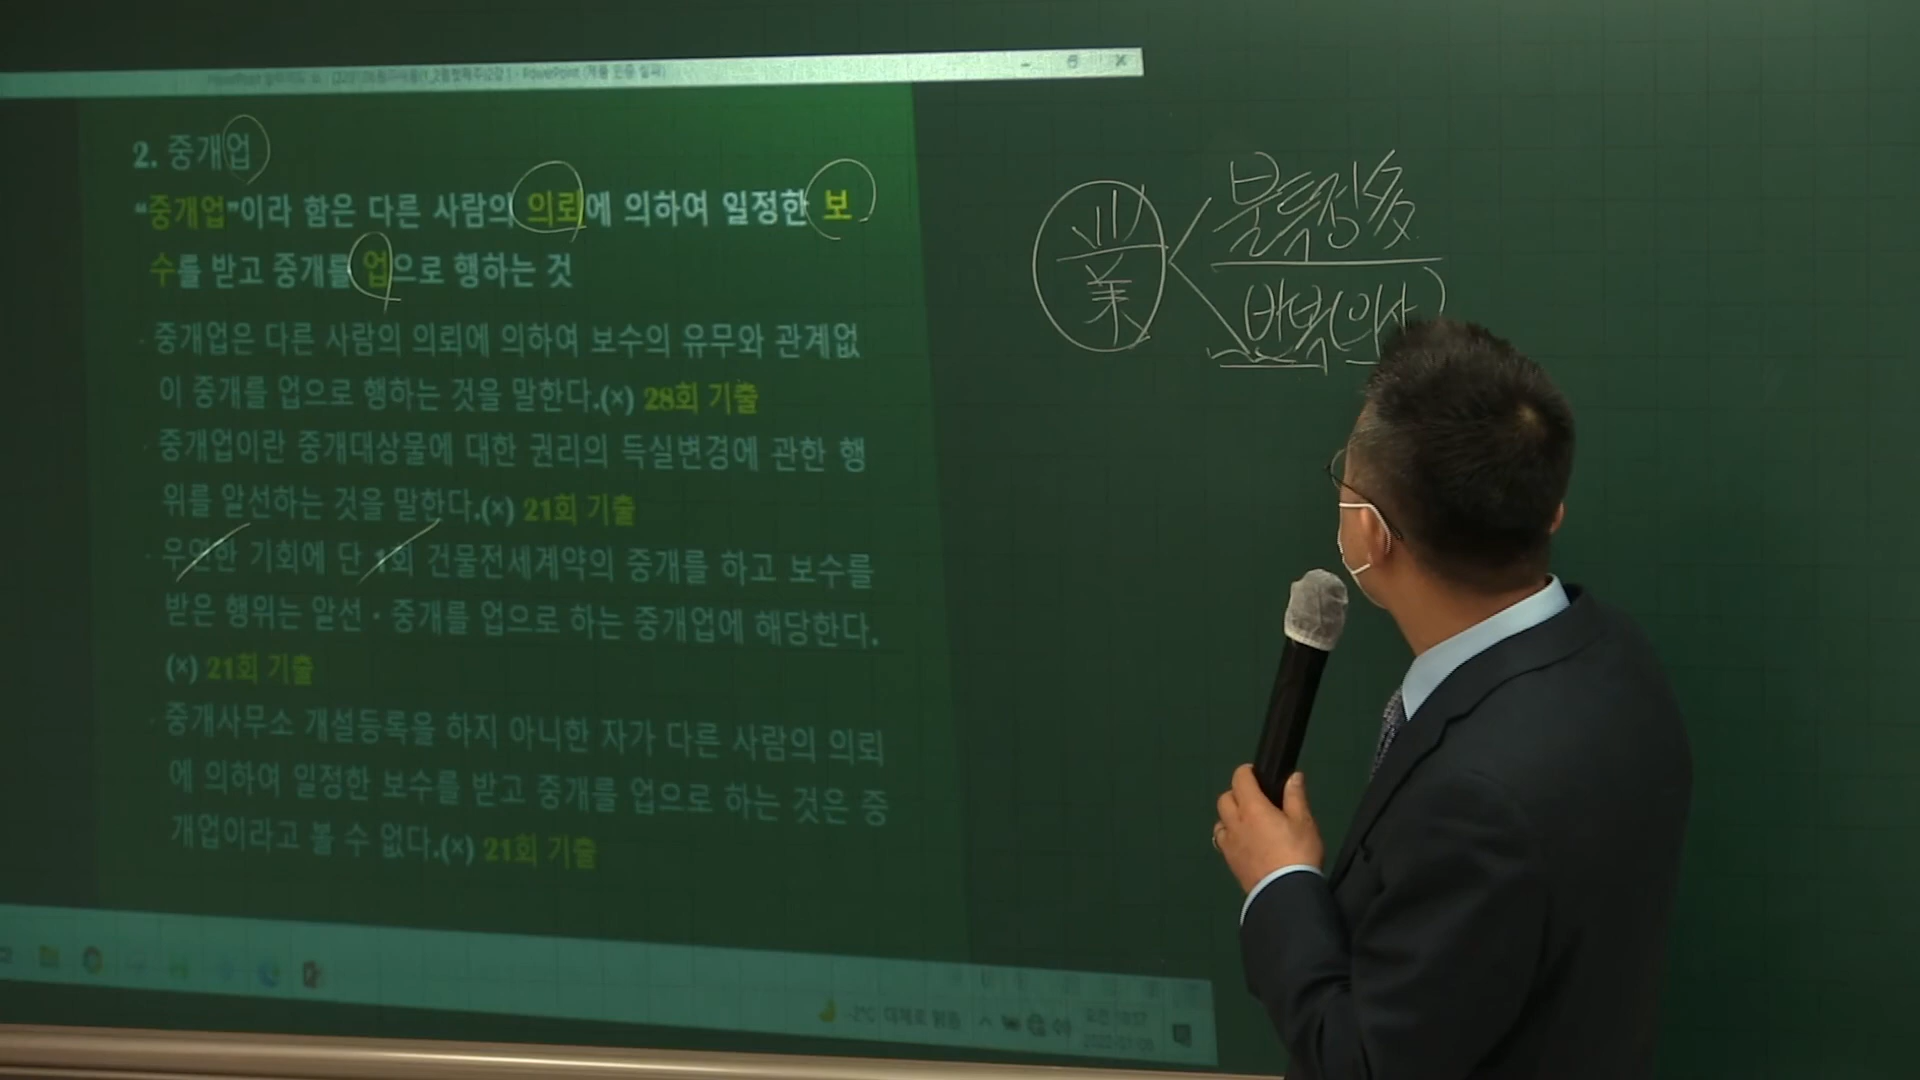 2. 중개업
“중개업”이라 함은 다른 사람의 의뢰에 의하여 일정한 보
수를 받고 중개를 업으로 행하는 것
· 중개업은 다른 사람의 의뢰에 의하여 보수의 유무와 관계없
이 중개를 업으로 행하는 것을 말한다.(×) 28회 기출
· 중개업이란 중개대상물에 대한 권리의 득실변경에 관한 행
위를 알선하는 것을 말한다.(×) 21회 기출
· 우연한 기회에 단 1회 건물전세계약의 중개를 하고 보수를
받은 행위는 알선 · 중개를 업으로 하는 중개업에 해당한다.
(×) 21회 기출
· 중개사무소 개설등록을 하지 아니한 자가 다른 사람의 의뢰
에 의하여 일정한 보수를 받고 중개를 업으로 하는 것은 중
개업이라고 볼 수 없다.(×) 21회 기출
業
불특정多
반복(의사)
-2°C 대체로 맑음